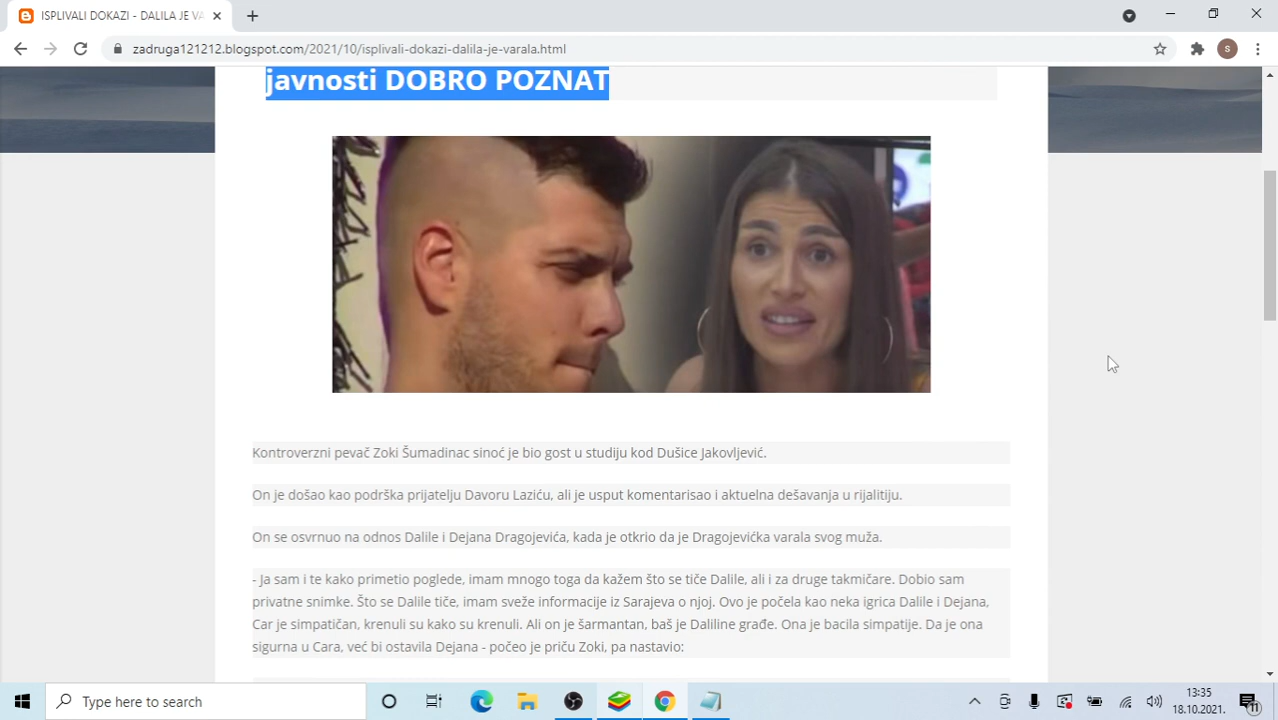 ISPLIVALI DOKAZI - DALILA JE VA
zadruga121212.blogspot.com/2021/10/isplivali-dokazi-dalila-je-varala.html
S
javnosti DOBRO POZNAT
Kontroverzni pevač Zoki Šumadinac sinoć je bio gost u studiju kod Dušice Jakovljević.
On je došao kao podrška prijatelju Davoru Laziću, ali je usput komentarisao i aktuelna dešavanja u rijalitiju.
On se osvrnuo na odnos Dalile i Dejana Dragojevića, kada je otkrio da je Dragojevićka varala svog muža.
- Ja sam i te kako primetio poglede, imam mnogo toga da kažem što se tiče Dalile, ali i za druge takmičare. Dobio sam
privatne snimke. Što se Dalile tiče, imam sveže informacije iz Sarajeva o njoj. Ovo je počela kao neka igrica Dalile i Dejana,
Car je simpatičan, krenuli su kako su krenuli. Ali on je šarmantan, baš je Daliline građe. Ona je bacila simpatije. Da je ona
sigurna u Cara, već bi ostavila Dejana - počeo je priču Zoki, pa nastavio:
Type here to search
13:35
18.10.2021.
11